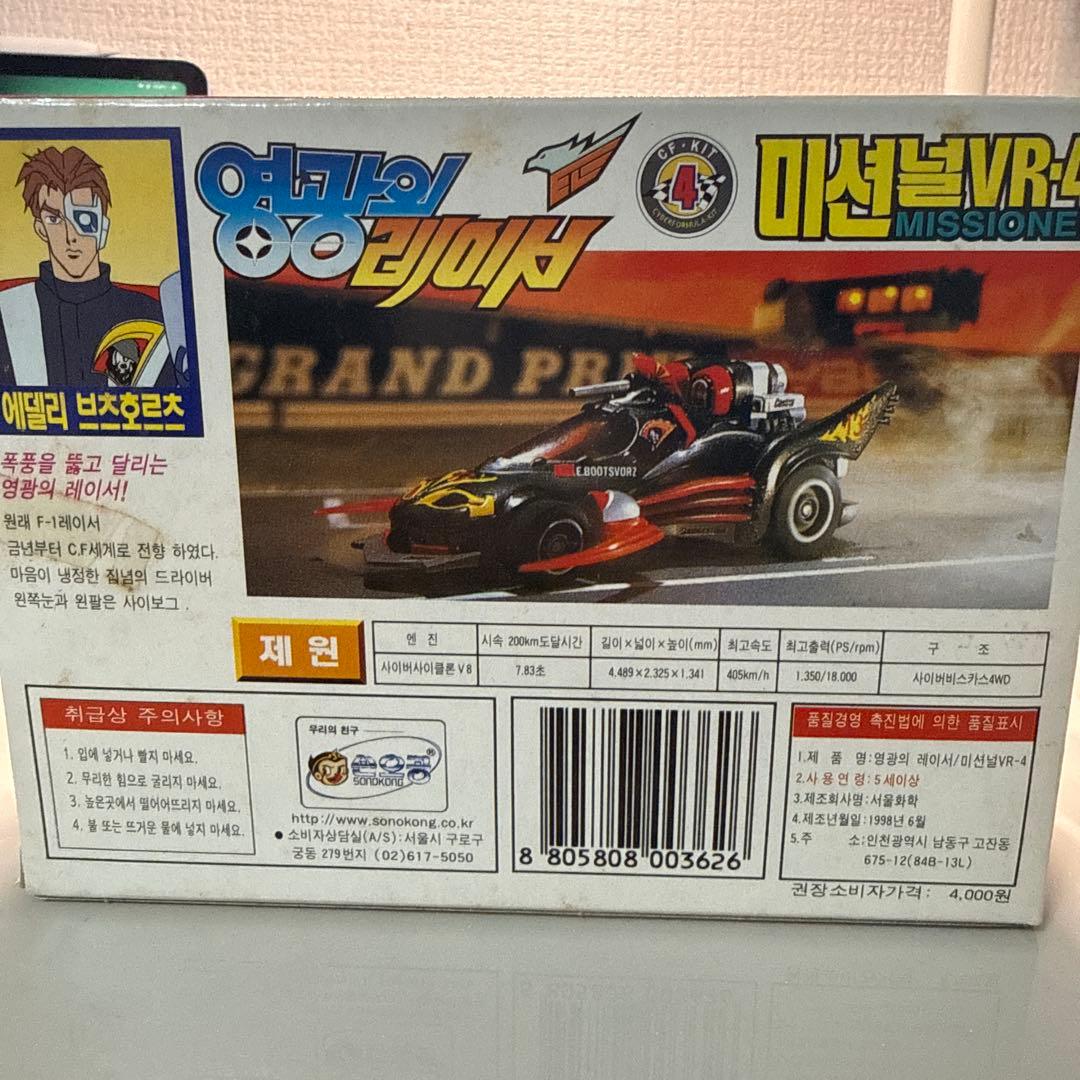 영광의
레이서
CF·KIT
4
CYBERFORMULA·KIT
미션널VR-4
MISSIONE
에델리 브츠호르츠
폭풍을 뚫고 달리는
영광의 레이서!
원래 F-1레이서
금년부터 C.F세계로 전향 하였다.
마음이 냉정한 집념의 드라이버
왼쪽눈과 왼팔은 사이보그.
GRAND PR
E.BOOTSVORZ
제 원
엔 진 시속 200km도달시간 길이×넓이×높이(mm) 최고속도 최고출력(PS/rpm) 구 조
사이버사이클론 V8 7.83초 4.489×2.325×1.341 405km/h 1.350/18.000 사이버비스카스4WD
취급상 주의사항
1. 입에 넣거나 빨지 마세요.
2. 무리한 힘으로 굴리지 마세요.
3. 높은곳에서 떨어어뜨리지 마세요.
4. 불 또는 뜨거운 물에 넣지 마세요.
우리의 친구
손오공®
SONOKONG
http://www.sonokong.co.kr
● 소비자상담실(A/S):서울시 구로구
궁동 279번지 (02)617-5050
8 805808 003626
품질경영 촉진법에 의한 품질표시
1.제 품 명:영광의 레이서/미션널VR-4
2.사 용 연 령:5세이상
3.제조회사명:서울화학
4.제조년월일:1998년 6월
5.주 소:인천광역시 남동구 고잔동
675-12(84B-13L)
권장소비자가격: 4,000원